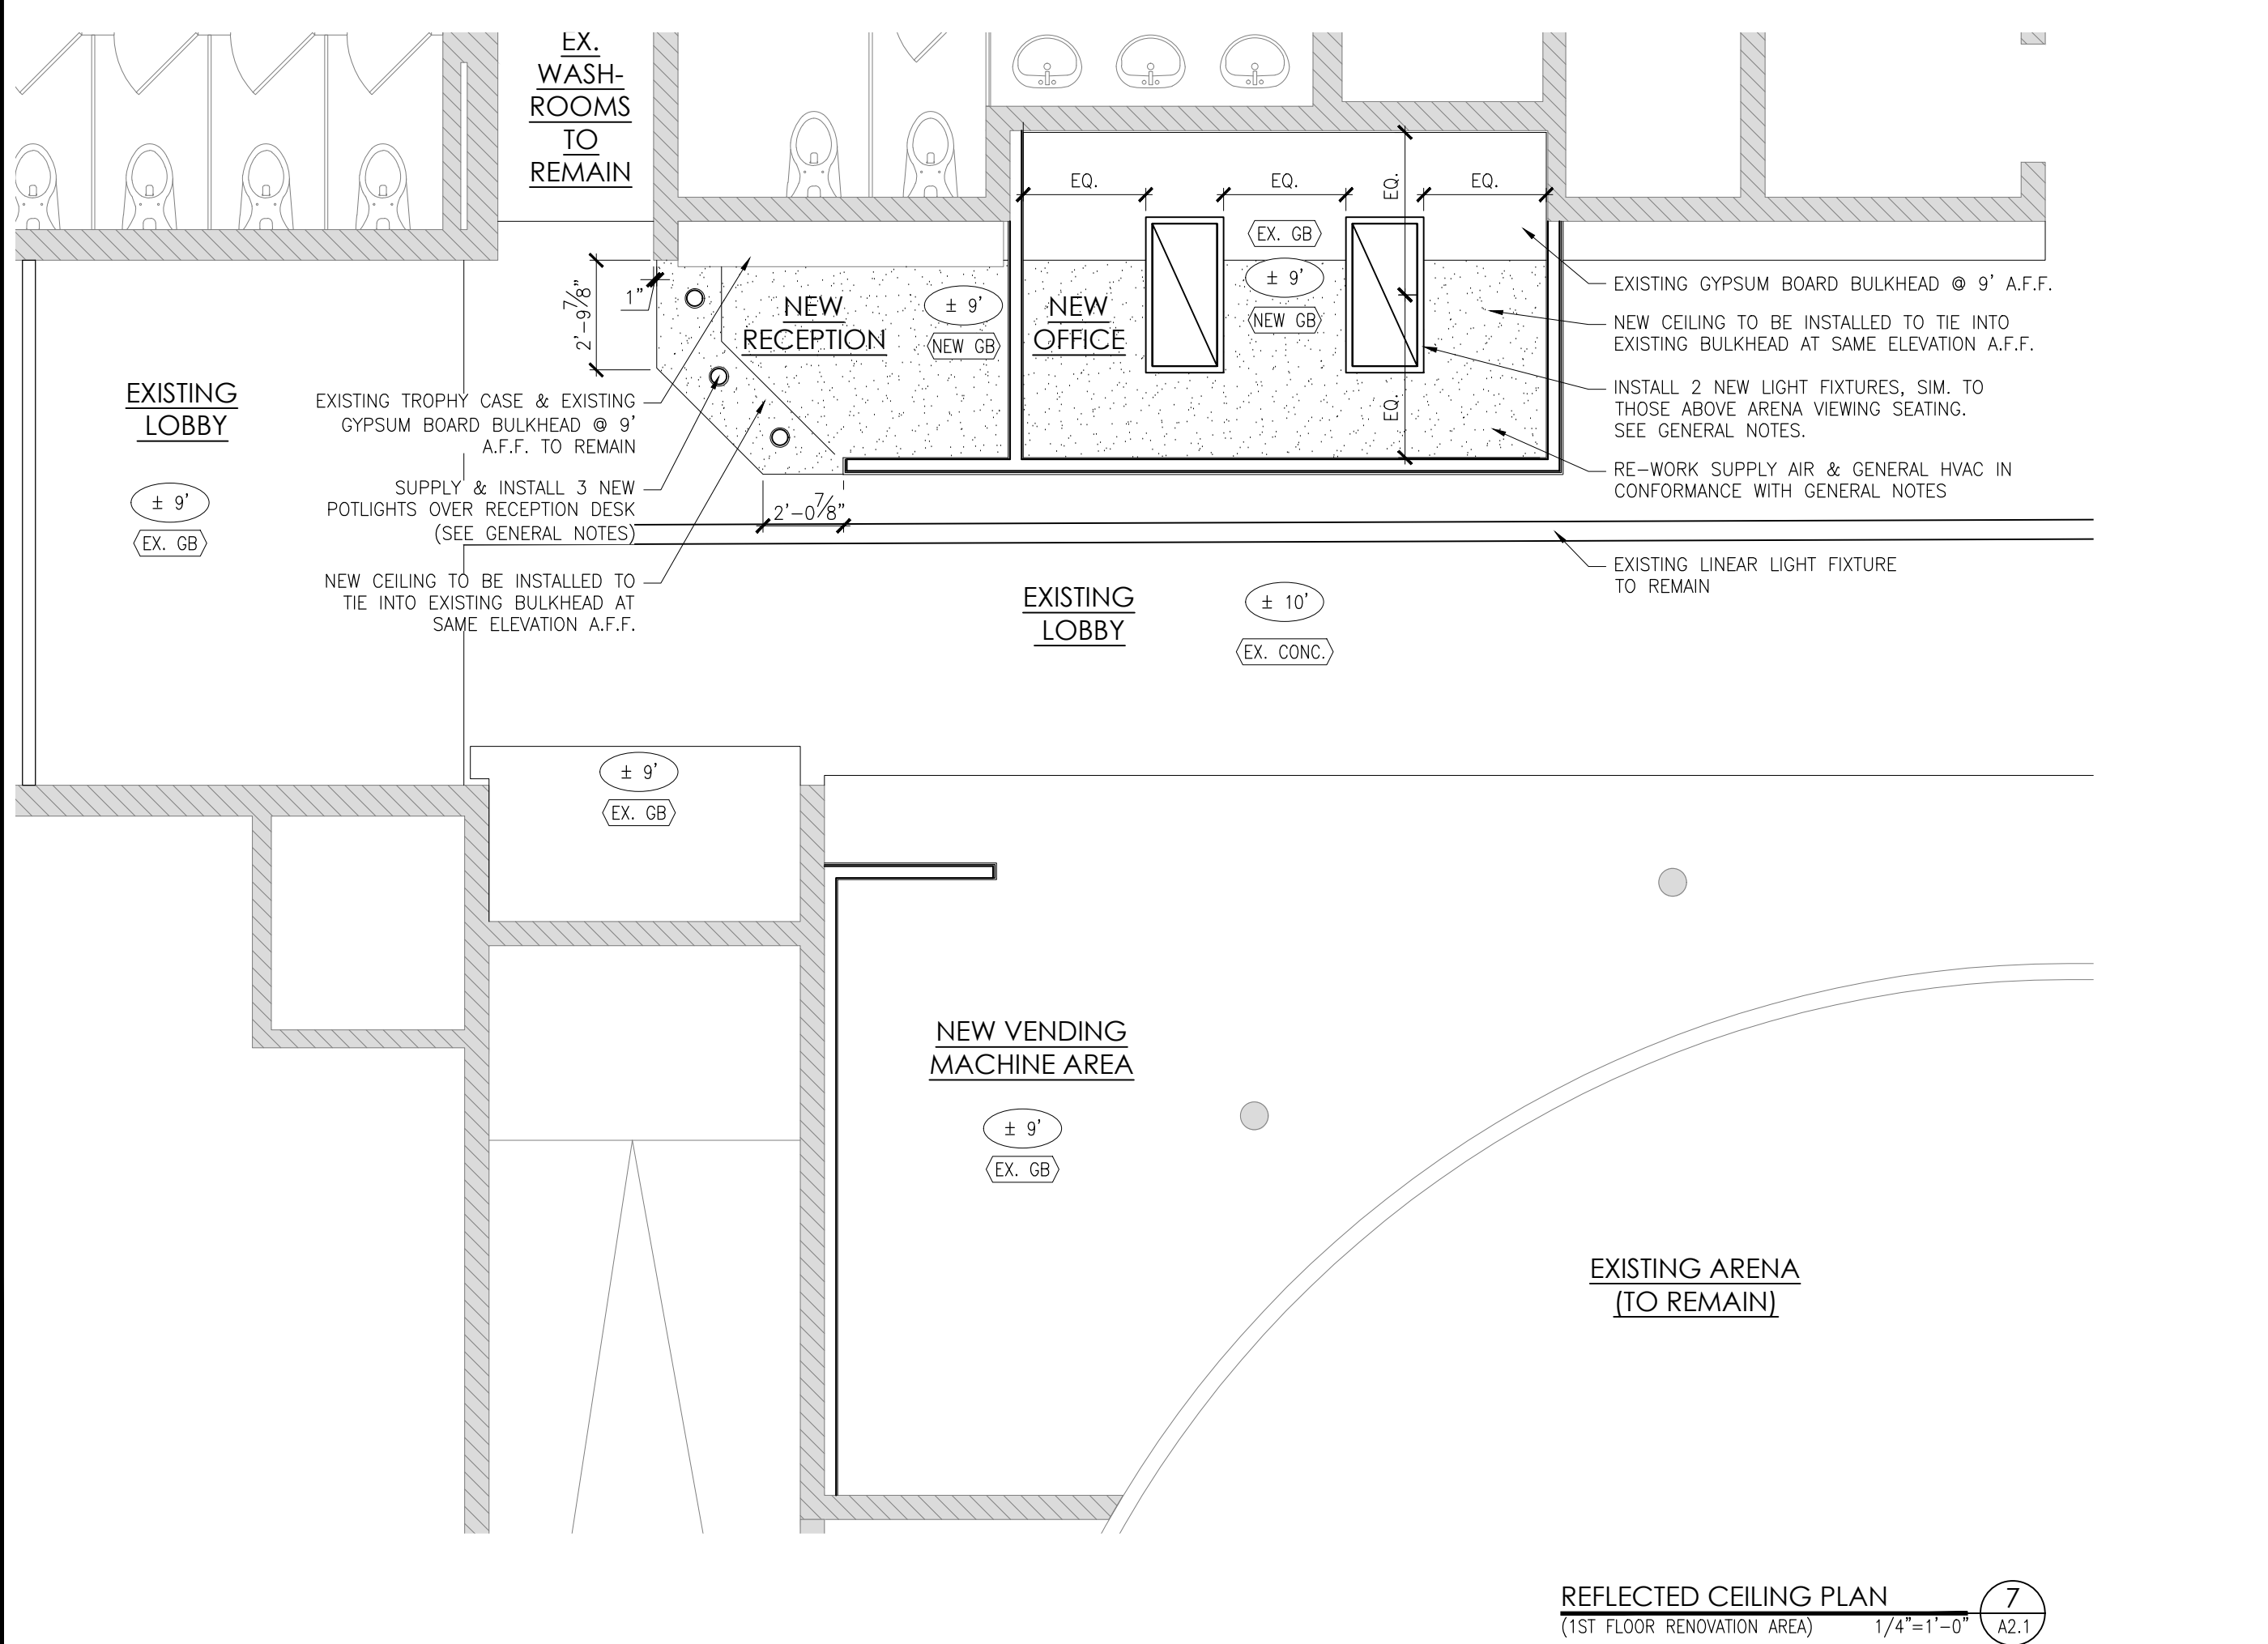 EX.
WASH-
ROOMS
TO
REMAIN
EQ.
EQ.
EQ.
EQ.
EX. GB
± 9'
NEW GB
EQ.
2'-9 7/8"
1"
NEW
RECEPTION
± 9'
NEW GB
NEW
OFFICE
EXISTING GYPSUM BOARD BULKHEAD @ 9' A.F.F.
NEW CEILING TO BE INSTALLED TO TIE INTO
EXISTING BULKHEAD AT SAME ELEVATION A.F.F.
INSTALL 2 NEW LIGHT FIXTURES, SIM. TO
THOSE ABOVE ARENA VIEWING SEATING.
SEE GENERAL NOTES.
RE-WORK SUPPLY AIR & GENERAL HVAC IN
CONFORMANCE WITH GENERAL NOTES
EXISTING LINEAR LIGHT FIXTURE
TO REMAIN
EXISTING
LOBBY
± 9'
EX. GB
EXISTING TROPHY CASE & EXISTING
GYPSUM BOARD BULKHEAD @ 9'
A.F.F. TO REMAIN
SUPPLY & INSTALL 3 NEW
POTLIGHTS OVER RECEPTION DESK
(SEE GENERAL NOTES)
NEW CEILING TO BE INSTALLED TO
TIE INTO EXISTING BULKHEAD AT
SAME ELEVATION A.F.F.
2'-0 7/8"
EXISTING
LOBBY
± 10'
EX. CONC.
± 9'
EX. GB
NEW VENDING
MACHINE AREA
± 9'
EX. GB
EXISTING ARENA
(TO REMAIN)
REFLECTED CEILING PLAN
(1ST FLOOR RENOVATION AREA) 1/4"=1'-0"
7
A2.1